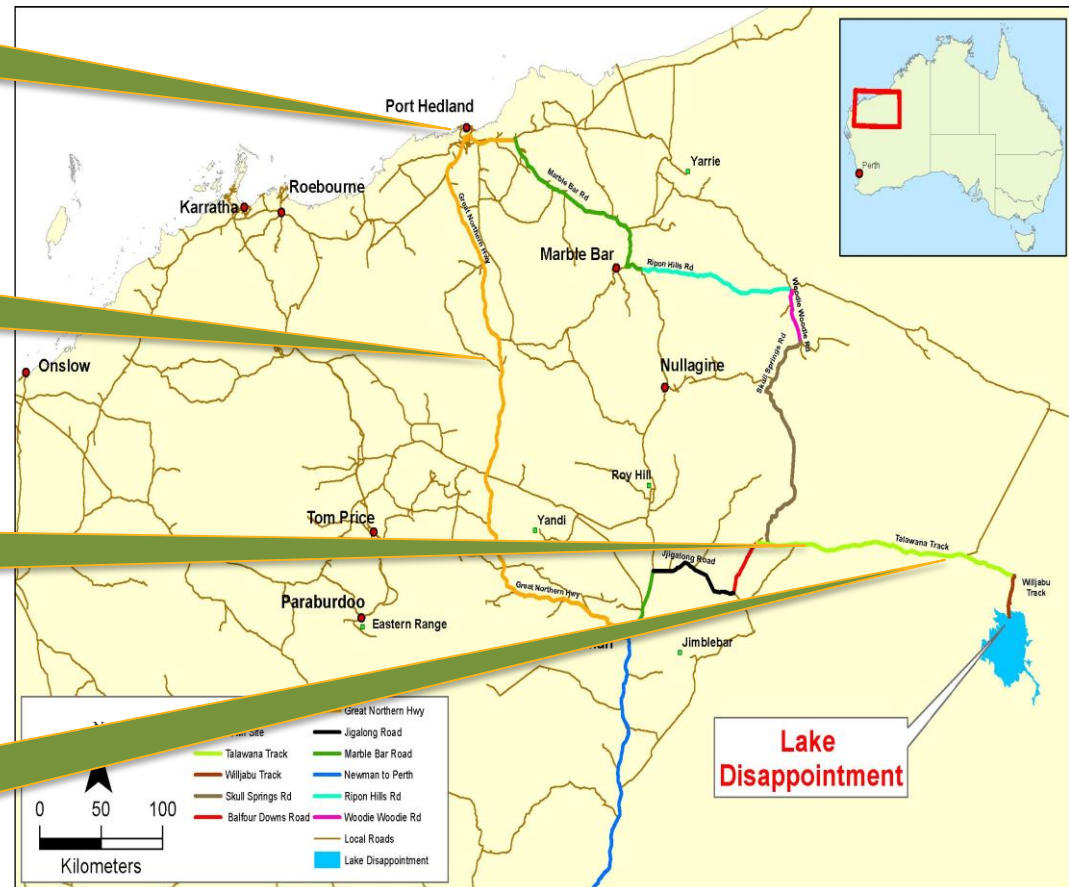 Port Hedland
Yarrie
Perth
Roebourne
Karratha
Marble Bar Rd
Great Northern Hwy
Marble Bar
Ripon Hills Rd
Woodie Woodie Rd
Onslow
Nullagine
Skull Springs Rd
Roy Hill
Yandi
Tom Price
Talawana Track
Jjigalong Road
Willjabu
Track
Great Northern Hwy
Paraburdoo
Eastern Range
Jimblebar
Lake
Disappointment
N
Great Northern Hwy
Site
Jigalong Road
Talawana Track
Marble Bar Road
Willjabu Track
Newman to Perth
Skull Springs Rd
Ripon Hills Rd
Balfour Downs Road
Woodie Woodie Rd
Local Roads
Lake Disappointment
0 50 100
Kilometers